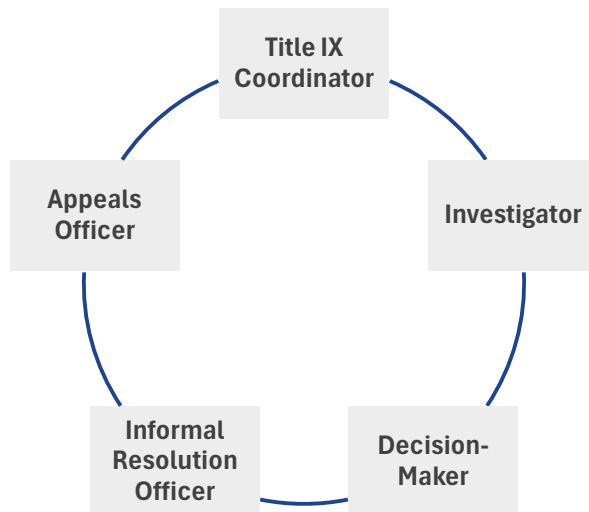 Title IX
Coordinator
Appeals
Officer
Investigator
Informal
Resolution
Officer
Decision-
Maker